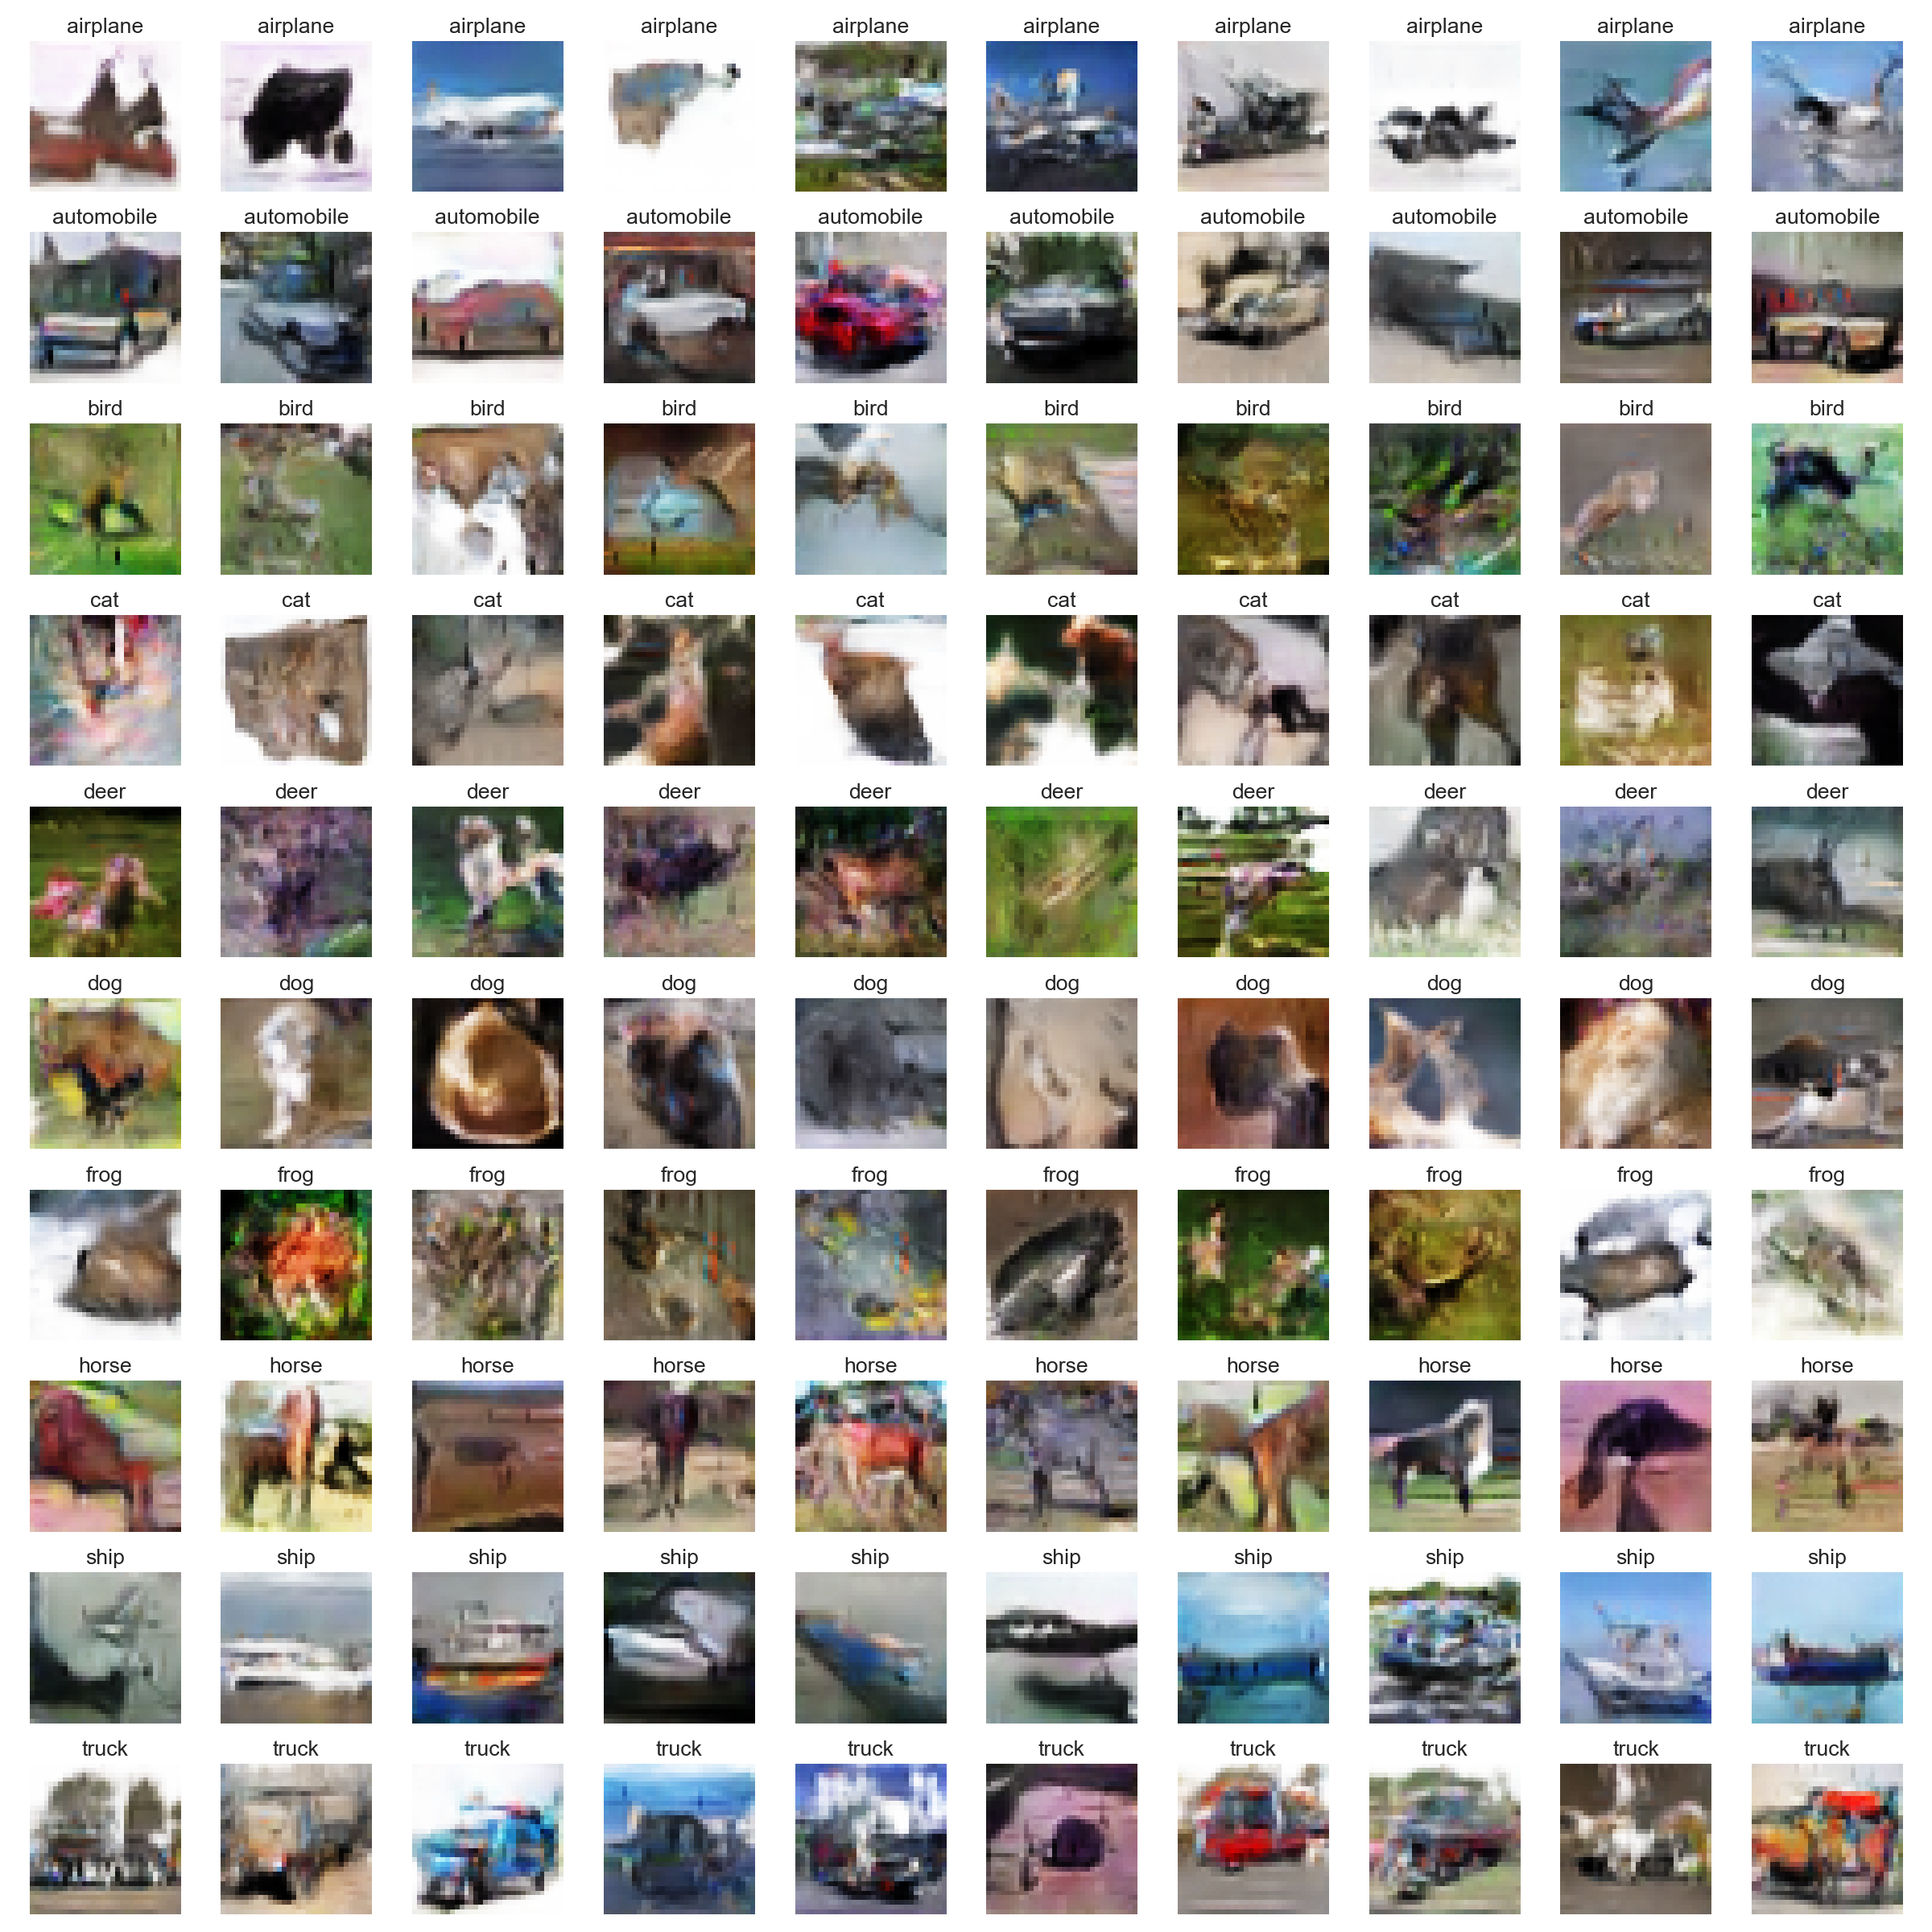 airplane airplane airplane airplane airplane airplane airplane airplane airplane airplane
automobile automobile automobile automobile automobile automobile automobile automobile automobile automobile
bird bird bird bird bird bird bird bird bird bird
cat cat cat cat cat cat cat cat cat cat
deer deer deer deer deer deer deer deer deer deer
dog dog dog dog dog dog dog dog dog dog
frog frog frog frog frog frog frog frog frog frog
horse horse horse horse horse horse horse horse horse horse
ship ship ship ship ship ship ship ship ship ship
truck truck truck truck truck truck truck truck truck truck